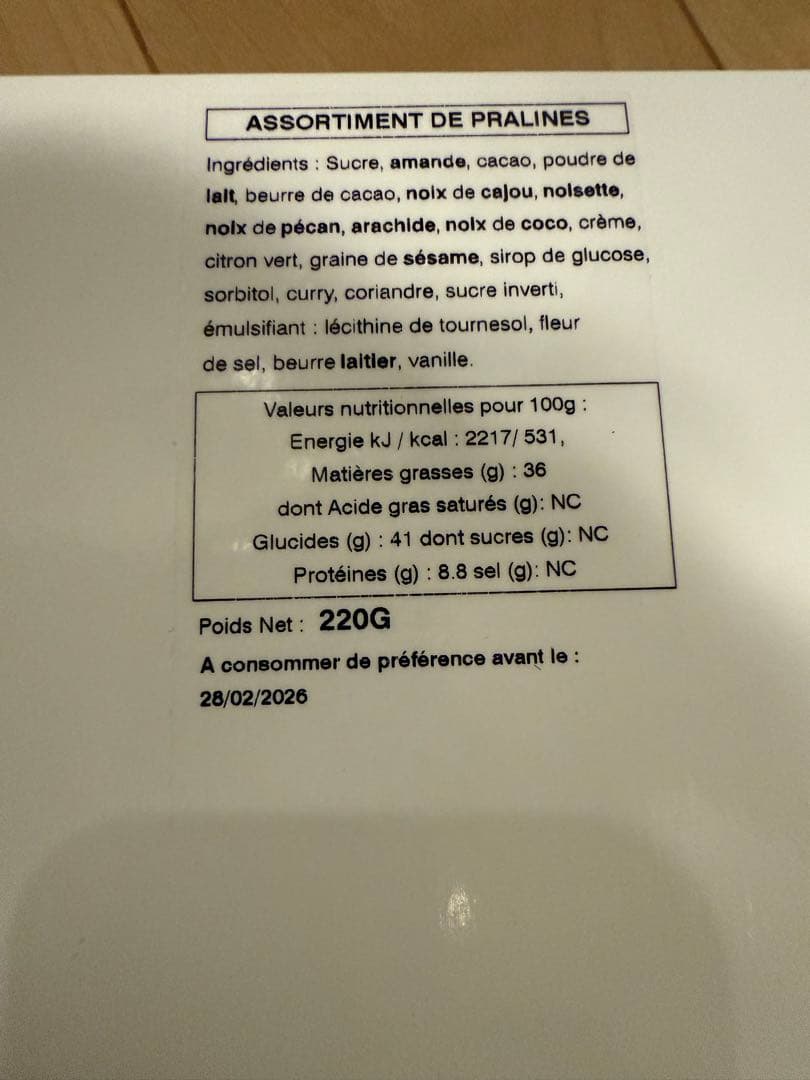 ASSORTIMENT DE PRALINES
Ingrédients : Sucre, amande, cacao, poudre de
lait, beurre de cacao, noix de cajou, noisette,
noix de pécan, arachide, noix de coco, crème,
citron vert, graine de sésame, sirop de glucose,
sorbitol, curry, coriandre, sucre inverti,
émulsifiant : lécithine de tournesol, fleur
de sel, beurre laitier, vanille.
Valeurs nutritionnelles pour 100g :
Energie kJ / kcal : 2217/ 531,
Matières grasses (g) : 36
dont Acide gras saturés (g): NC
Glucides (g) : 41 dont sucres (g): NC
Protéines (g) : 8.8 sel (g): NC
Poids Net : 220G
A consommer de préférence avant le :
28/02/2026